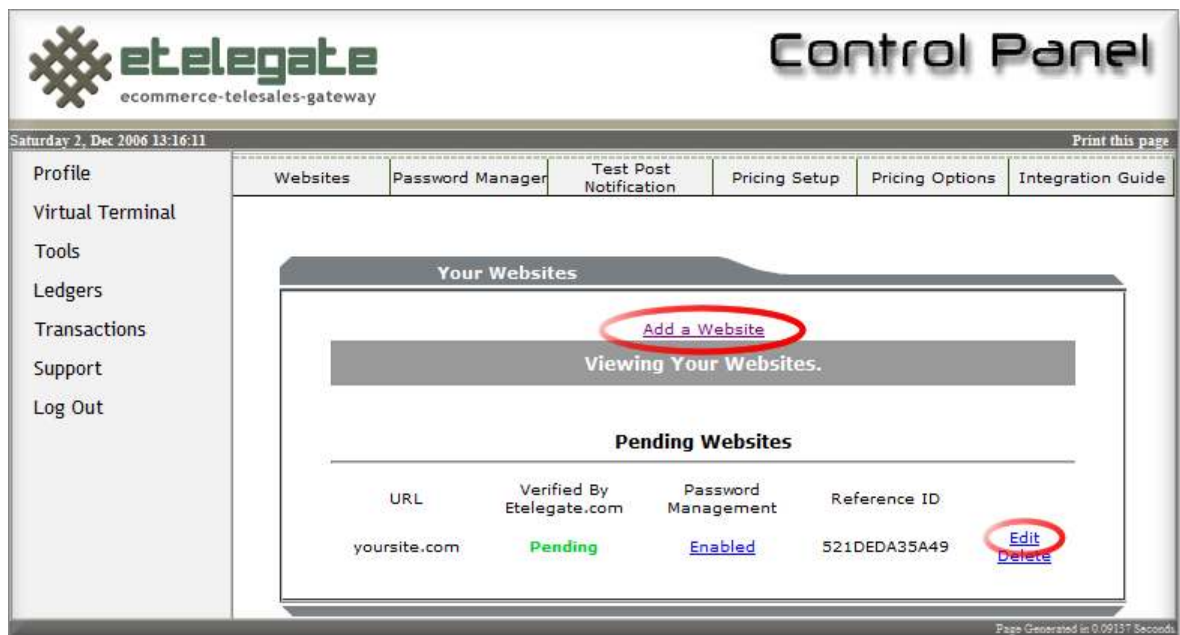 etelegate
ecommerce-telesales-gateway
Control Panel
Saturday 2, Dec 2006 13:16:11
Print this page
Profile
Virtual Terminal
Tools
Ledgers
Transactions
Support
Log Out
Websites
Password Manager
Test Post
Notification
Pricing Setup
Pricing Options
Integration Guide
Your Websites
Add a Website
Viewing Your Websites.
Pending Websites
URL
Verified By
Etelegate.com
Password
Management
Reference ID
yoursite.com
Pending
Enabled
521DEDA35A49
Edit
Delete
Page Generated in 0.09137 Seconds